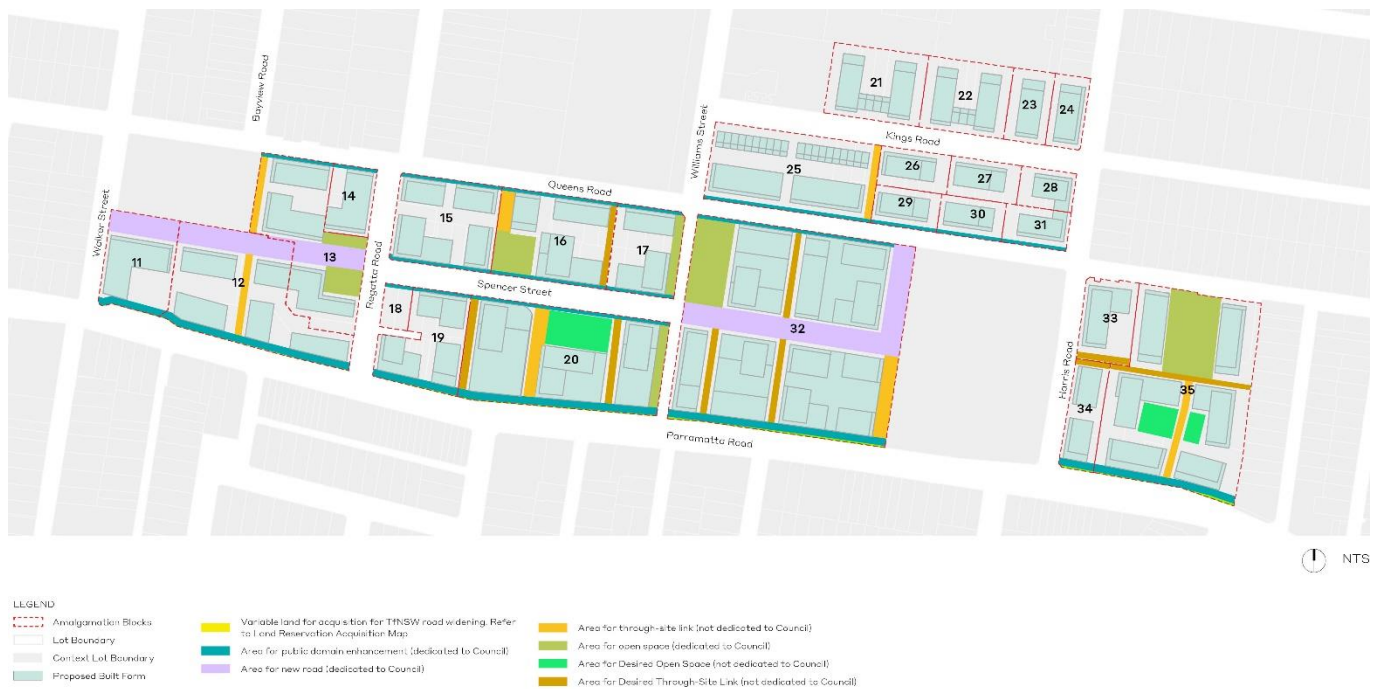 Bayview Road
Walker Street
Regatta Road
Queens Road
Spencer Street
Williams Street
Kings Road
Parramatta Road
Harris Road
21
22
23
24
25
26
27
28
29
30
31
14
15
16
17
13
11
12
18
19
20
32
33
34
35
NTS
LEGEND
Amalgamation Blocks
Lot Boundary
Context Lot Boundary
Proposed Built Form
Variable land for acquisition for TfNSW road widening. Refer
to Land Reservation Acquisition Map
Area for public domain enhancement (dedicated to Council)
Area for new road (dedicated to Council)
Area for through-site link (not dedicated to Council)
Area for open space (dedicated to Council)
Area for Desired Open Space (not dedicated to Council)
Area for Desired Through-Site Link (not dedicated to Council)